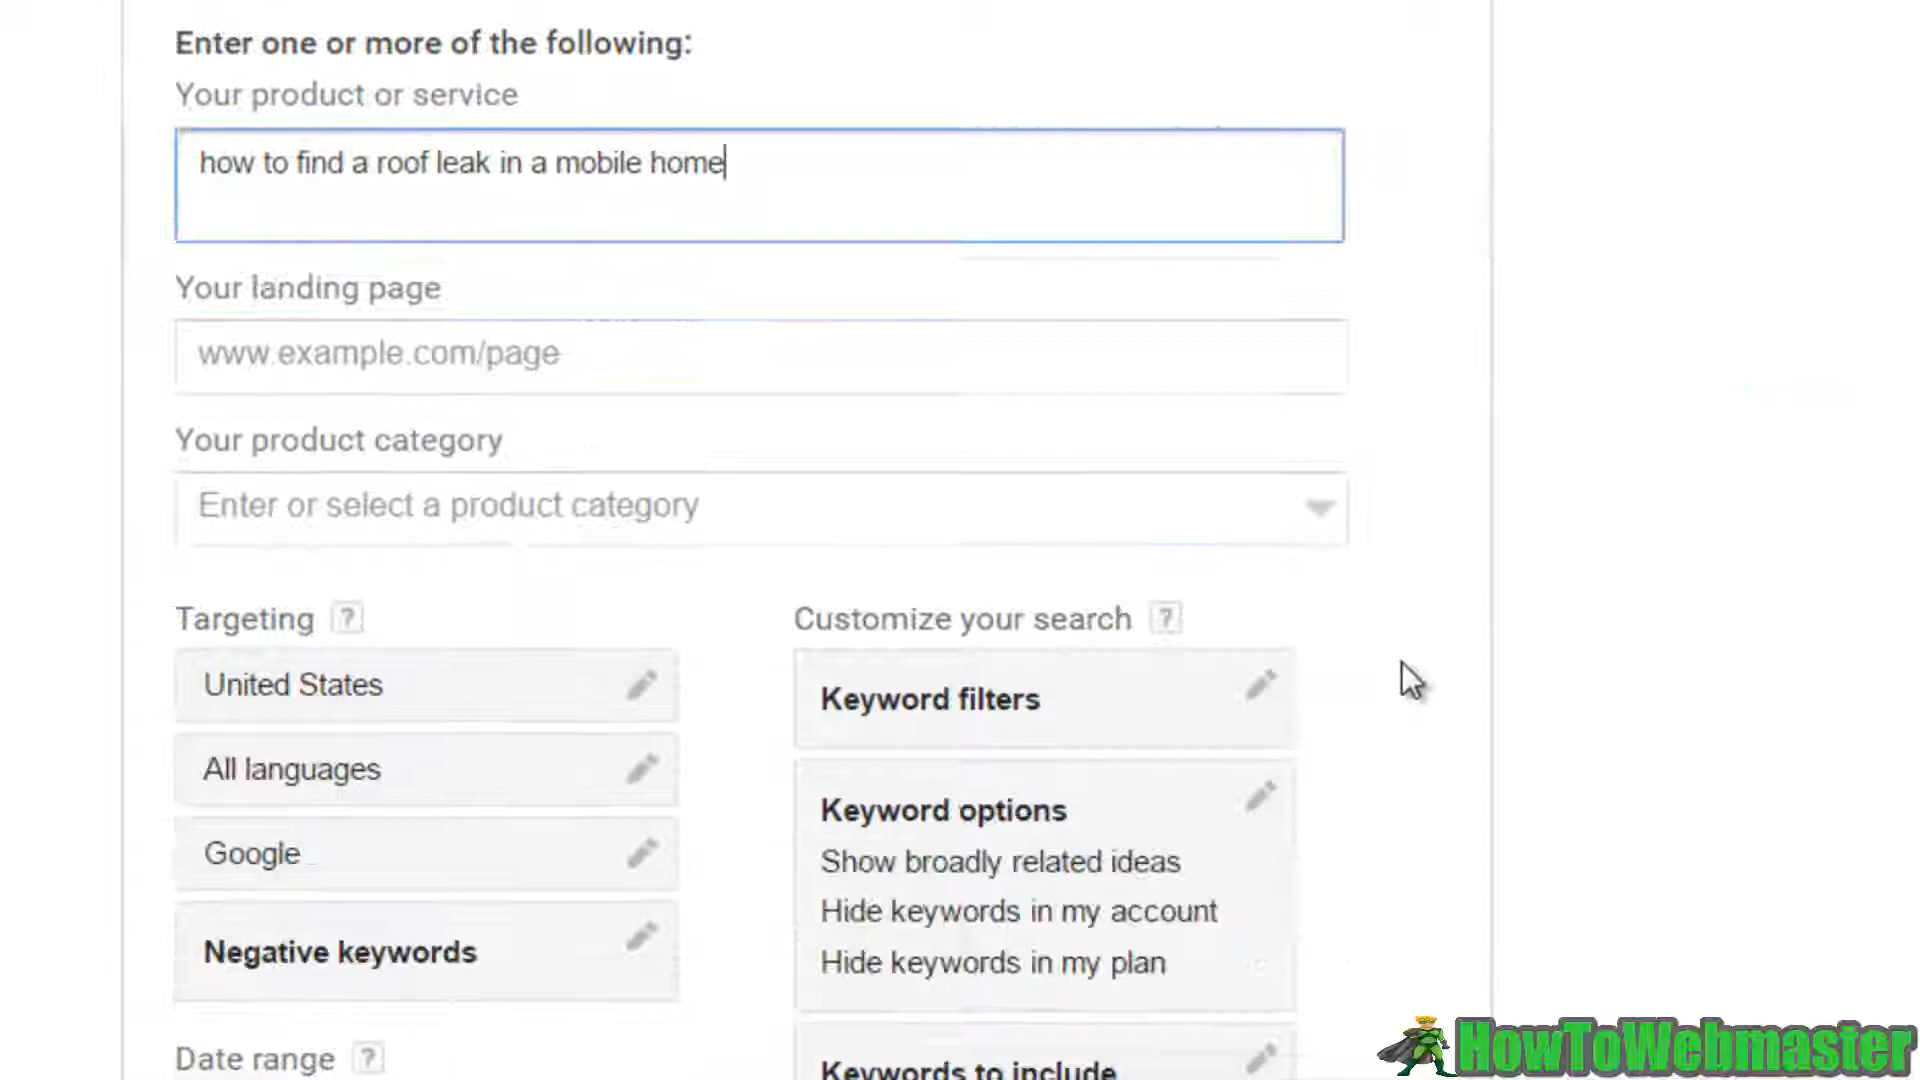 Enter one or more of the following:
Your product or service
how to find a roof leak in a mobile home
Your landing page
www.example.com/page
Your product category
Enter or select a product category
Targeting ?
Customize your search ?
United States
Keyword filters
All languages
Keyword options
Google
Show broadly related ideas
Hide keywords in my account
Negative keywords
Hide keywords in my plan
Date range ?
Keywords to include
HowToWebmaster